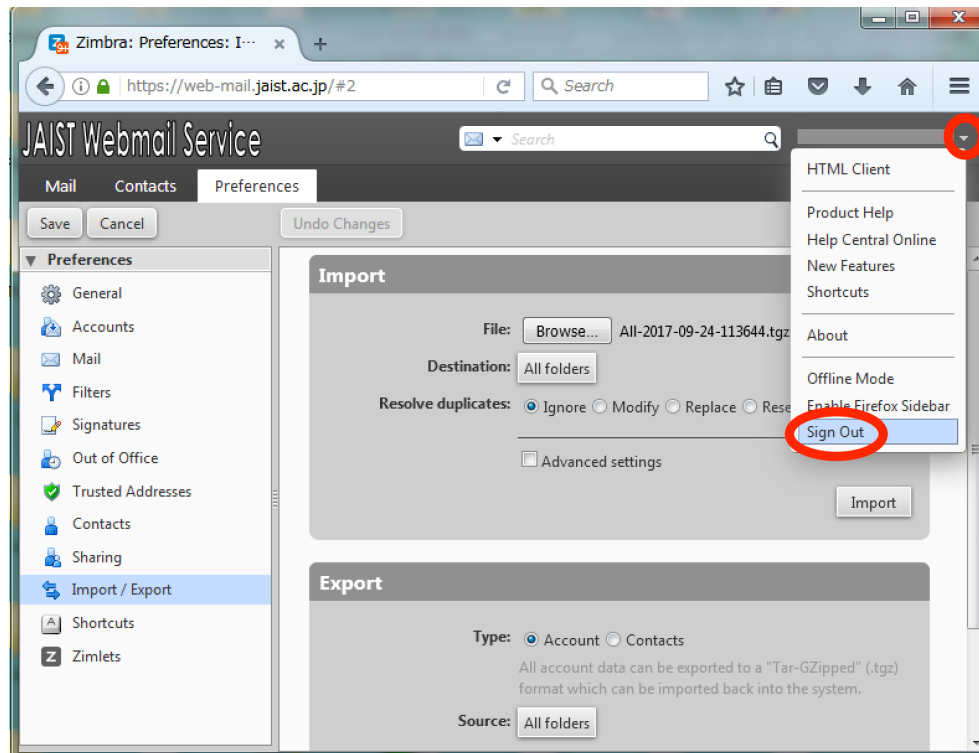 Zimbra: Preferences: I…
https://web-mail.jaist.ac.jp/#2
Search
JAIST Webmail Service
Search
Mail Contacts Preferences
Save Cancel Undo Changes
HTML Client
Product Help
Help Central Online
New Features
Shortcuts
About
Offline Mode
Enable Firefox Sidebar
Sign Out
Preferences
General
Accounts
Mail
Filters
Signatures
Out of Office
Trusted Addresses
Contacts
Sharing
Import / Export
Shortcuts
Zimlets
Import
File: Browse... All-2017-09-24-113644.tgz
Destination: All folders
Resolve duplicates: Ignore Modify Replace Rese
Advanced settings
Import
Export
Type: Account Contacts
All account data can be exported to a "Tar-GZipped" (.tgz)
format which can be imported back into the system.
Source: All folders